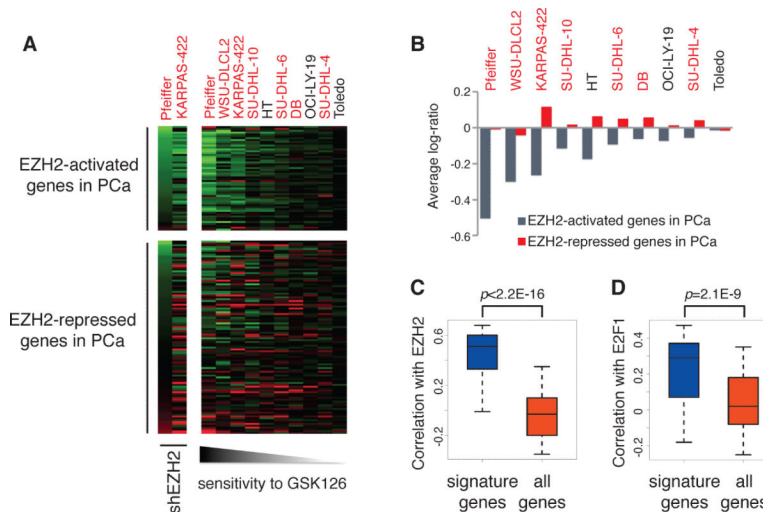 A
Pfeiffer
KARPAS-422
Pfeiffer
WSU-DLCL2
KARPAS-422
SU-DHL-10
HT
SU-DHL-6
DB
OCI-LY-19
SU-DHL-4
Toledo
EZH2-activated
genes in PCa
EZH2-repressed
genes in PCa
shEZH2
sensitivity to GSK126
B
Pfeiffer
WSU-DLCL2
KARPAS-422
SU-DHL-10
HT
SU-DHL-6
DB
OCI-LY-19
SU-DHL-4
Toledo
Average log-ratio
0.2
0
-0.2
-0.4
-0.6
EZH2-activated genes in PCa
EZH2-repressed genes in PCa
C
p<2.2E-16
Correlation with EZH2
0.6
0.2
-0.2
signature
genes
all
genes
D
p=2.1E-9
Correlation with E2F1
0.4
0.2
0
-0.2
signature
genes
all
genes